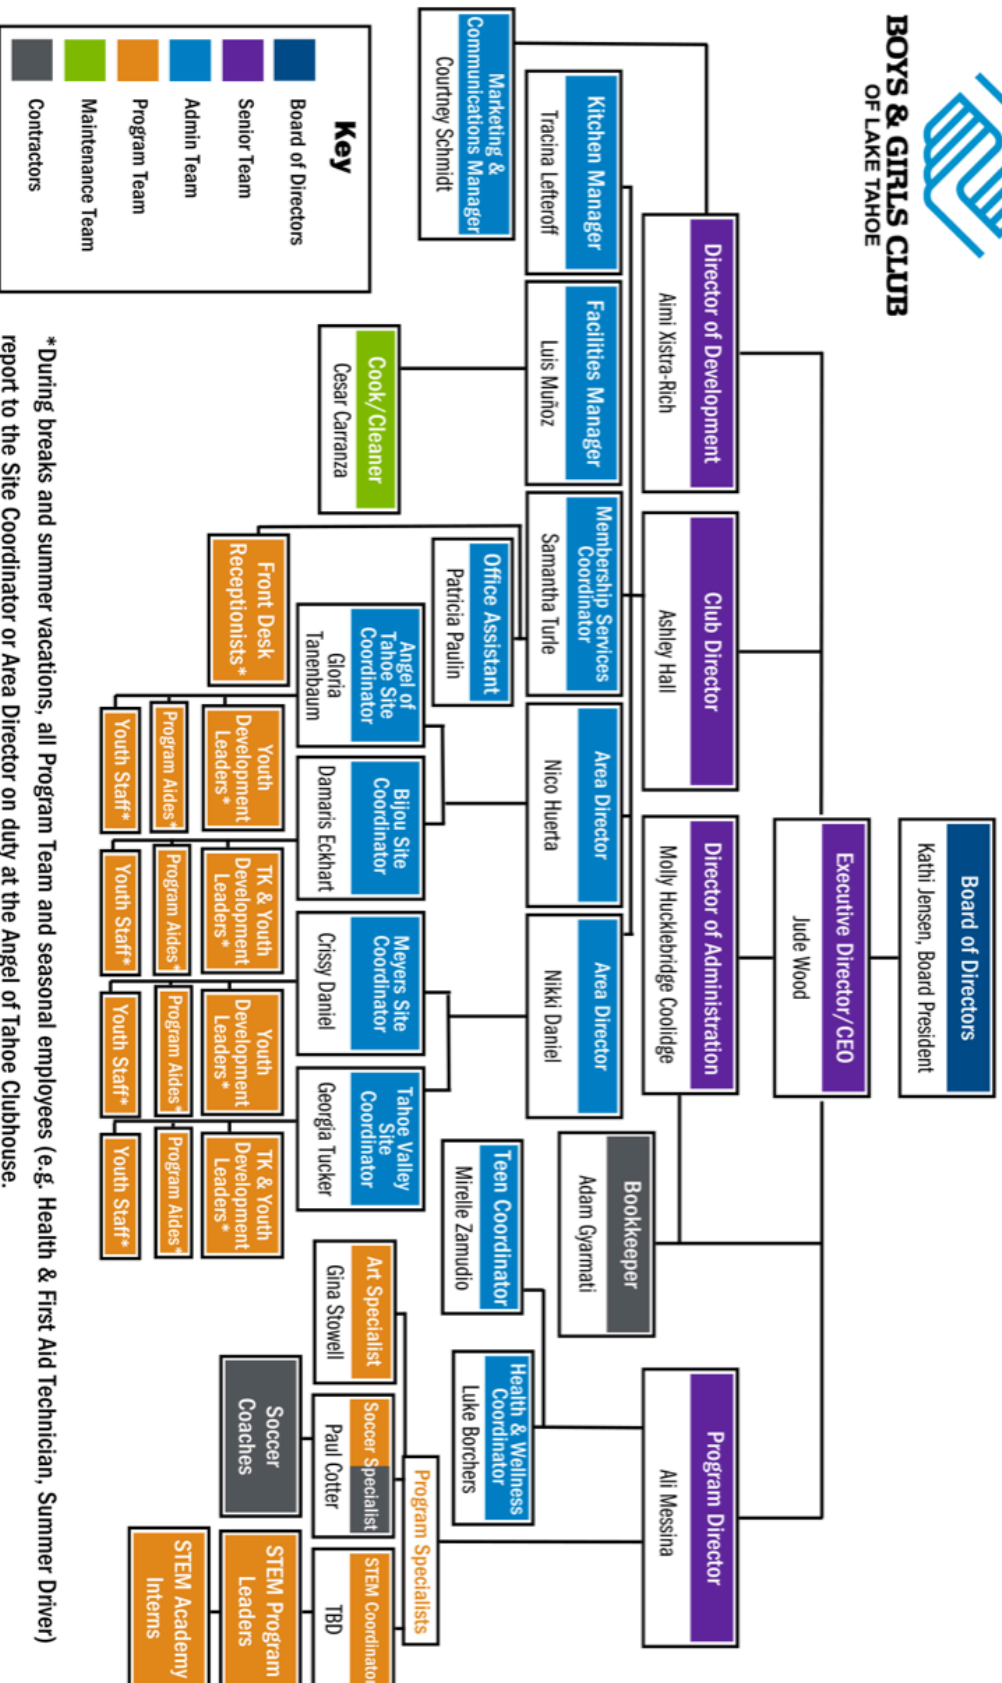 BOYS & GIRLS CLUB
OF LAKE TAHOE
Board of Directors
Kathi Jensen, Board President
Executive Director/CEO
Jude Wood
Director of Development
Aimi Xistra-Rich
Club Director
Ashley Hall
Director of Administration
Molly Hucklebridge Coolidge
Program Director
Ali Messina
Bookkeeper
Adam Gyarmati
Kitchen Manager
Tracina Lefteroff
Facilities Manager
Luis Muñoz
Membership Services
Coordinator
Samantha Turle
Area Director
Nico Huerta
Area Director
Nikki Daniel
Marketing &
Communications Manager
Courtney Schmidt
Office Assistant
Patricia Paulin
Teen Coordinator
Mirelle Zamudio
Health & Wellness
Coordinator
Luke Borchers
Cook/Cleaner
Cesar Carranza
Angel of
Tahoe Site
Coordinator
Gloria
Tanenbaum
Bijou Site
Coordinator
Damaris Eckhart
Meyers Site
Coordinator
Crissy Daniel
Tahoe Valley
Site
Coordinator
Georgia Tucker
Program Specialists
Art Specialist
Gina Stowell
Soccer Specialist
Paul Cotter
STEM Coordinator
TBD
Front Desk
Receptionists*
Youth
Development
Leaders*
TK & Youth
Development
Leaders*
Youth
Development
Leaders*
TK & Youth
Development
Leaders*
Soccer
Coaches
STEM Program
Leaders
Program Aides*
Program Aides*
Program Aides*
Program Aides*
STEM Academy
Interns
Youth Staff*
Youth Staff*
Youth Staff*
Youth Staff*
Key
Board of Directors
Senior Team
Admin Team
Program Team
Maintenance Team
Contractors
*During breaks and summer vacations, all Program Team and seasonal employees (e.g. Health & First Aid Technician, Summer Driver)
report to the Site Coordinator or Area Director on duty at the Angel of Tahoe Clubhouse.